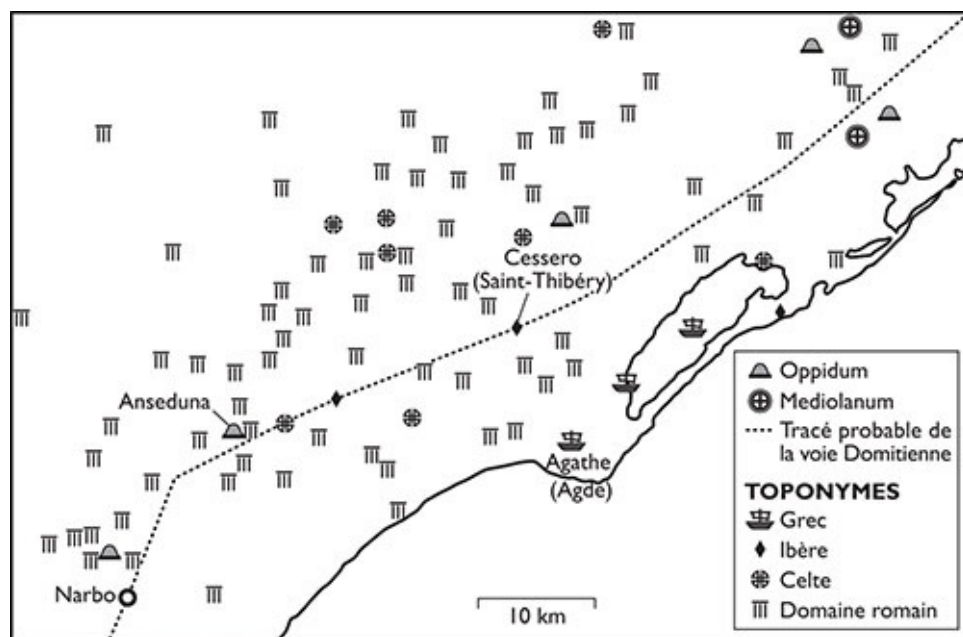 Cessero
(Saint-Thibéry)
Anseduna
Agathe
(Agde)
Narbo
10 km
Oppidum
Mediolanum
Tracé probable de
la voie Domitienne
TOPONYMES
Grec
Ibère
Celte
Domaine romain